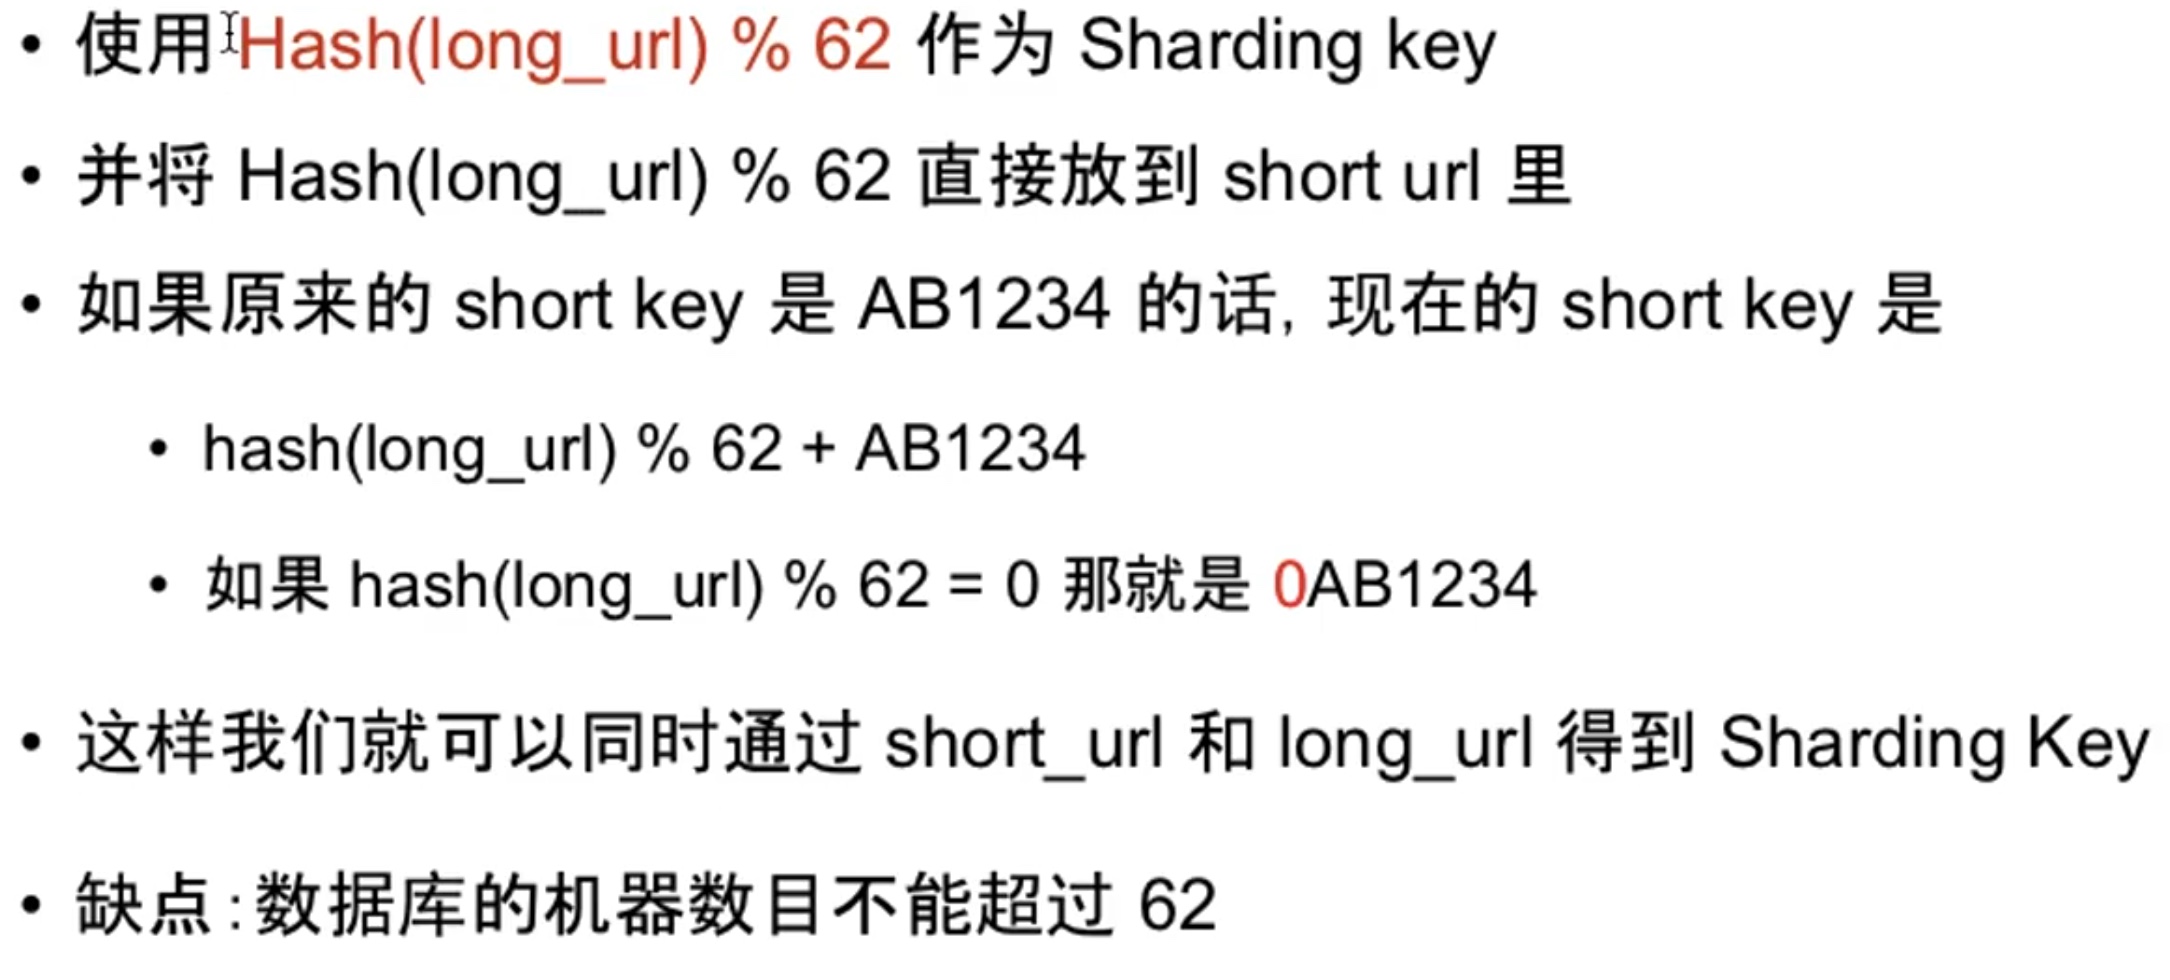 • 使用 Hash(long_url) % 62 作为 Sharding key
• 并将 Hash(long_url) % 62 直接放到 short url 里
• 如果原来的 short key 是 AB1234 的话, 现在的 short key 是
• hash(long_url) % 62 + AB1234
• 如果 hash(long_url) % 62 = 0 那就是 0AB1234
• 这样我们就可以同时通过 short_url 和 long_url 得到 Sharding Key
• 缺点:数据库的机器数目不能超过 62